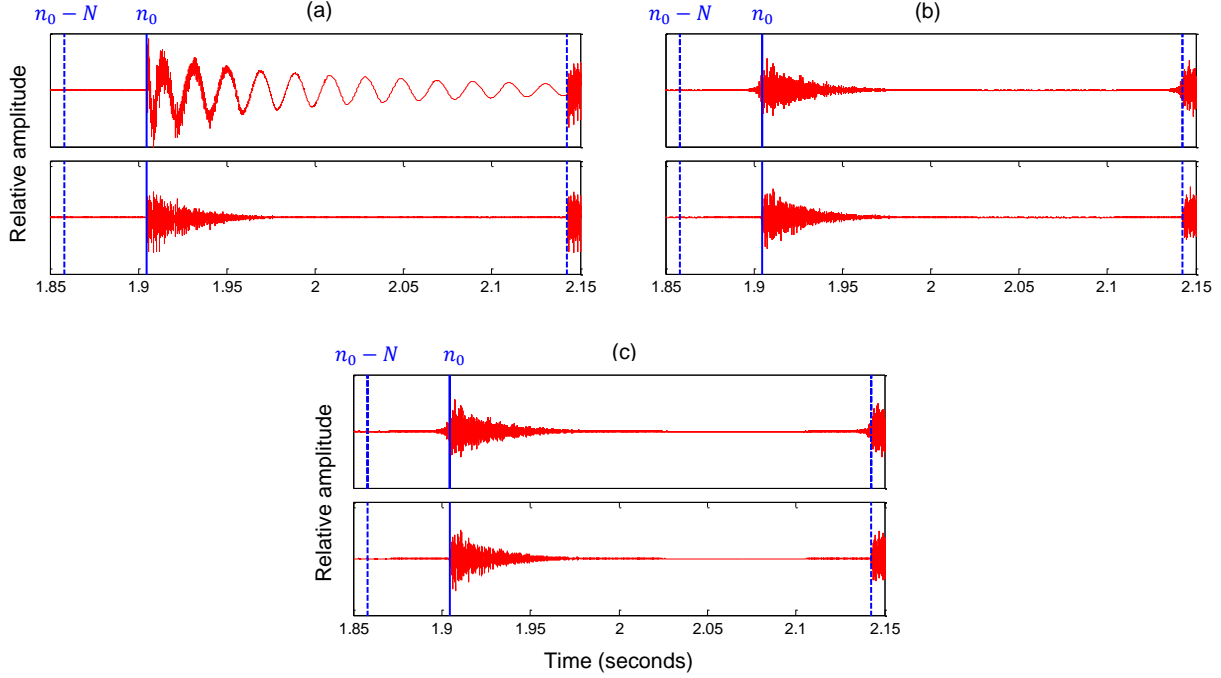 (a)
n₀ − N n₀
Relative amplitude
1.85 1.9 1.95 2 2.05 2.1 2.15
(b)
n₀ − N n₀
1.85 1.9 1.95 2 2.05 2.1 2.15
(c)
n₀ − N n₀
Relative amplitude
1.85 1.9 1.95 2 2.05 2.1 2.15
Time (seconds)